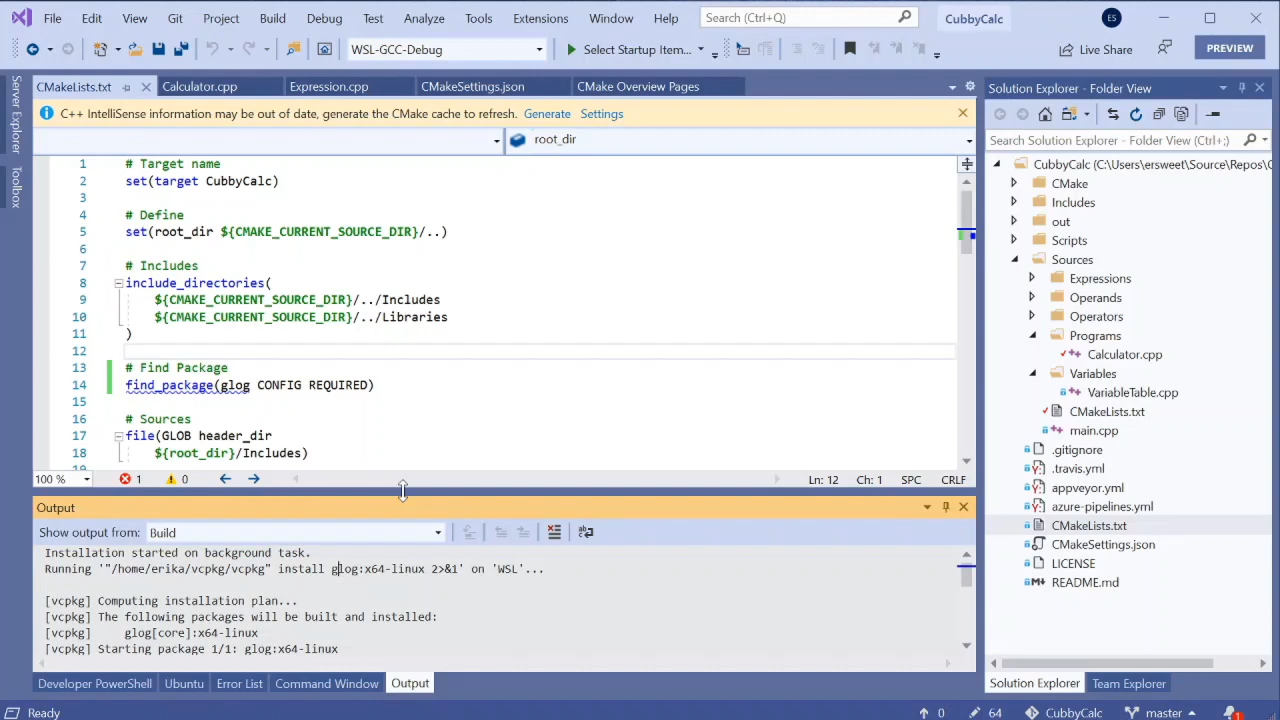 File Edit View Git Project Build Debug Test Analyze Tools Extensions Window Help Search (Ctrl+Q) CubbyCalc ES
WSL-GCC-Debug Select Startup Item... Live Share PREVIEW
Server Explorer
Toolbox
CMakeLists.txt Calculator.cpp Expression.cpp CMakeSettings.json CMake Overview Pages
C++ IntelliSense information may be out of date, generate the CMake cache to refresh. Generate Settings
root_dir
1 # Target name
2 set(target CubbyCalc)
3
4 # Define
5 set(root_dir ${CMAKE_CURRENT_SOURCE_DIR}/..)
6
7 # Includes
8 include_directories(
9 ${CMAKE_CURRENT_SOURCE_DIR}/../Includes
10 ${CMAKE_CURRENT_SOURCE_DIR}/../Libraries
11 )
12
13 # Find Package
14 find_package(glog CONFIG REQUIRED)
15
16 # Sources
17 file(GLOB header_dir
18 ${root_dir}/Includes)
100 % 1 0 Ln: 12 Ch: 1 SPC CRLF
Output
Show output from: Build
Installation started on background task.
Running '"/home/erika/vcpkg/vcpkg" install glog:x64-linux 2>&1' on 'WSL'...
[vcpkg] Computing installation plan...
[vcpkg] The following packages will be built and installed:
[vcpkg] glog[core]:x64-linux
[vcpkg] Starting package 1/1: glog:x64-linux
Developer PowerShell Ubuntu Error List Command Window Output
Solution Explorer - Folder View
Search Solution Explorer - Folder View (Ctrl+;)
CubbyCalc (C:\Users\ersweet\Source\Repos\C
CMake
Includes
out
Scripts
Sources
Expressions
Operands
Operators
Programs
Calculator.cpp
Variables
VariableTable.cpp
CMakeLists.txt
main.cpp
.gitignore
.travis.yml
appveyor.yml
azure-pipelines.yml
CMakeLists.txt
CMakeSettings.json
LICENSE
README.md
Solution Explorer Team Explorer
Ready 0 64 CubbyCalc master 1